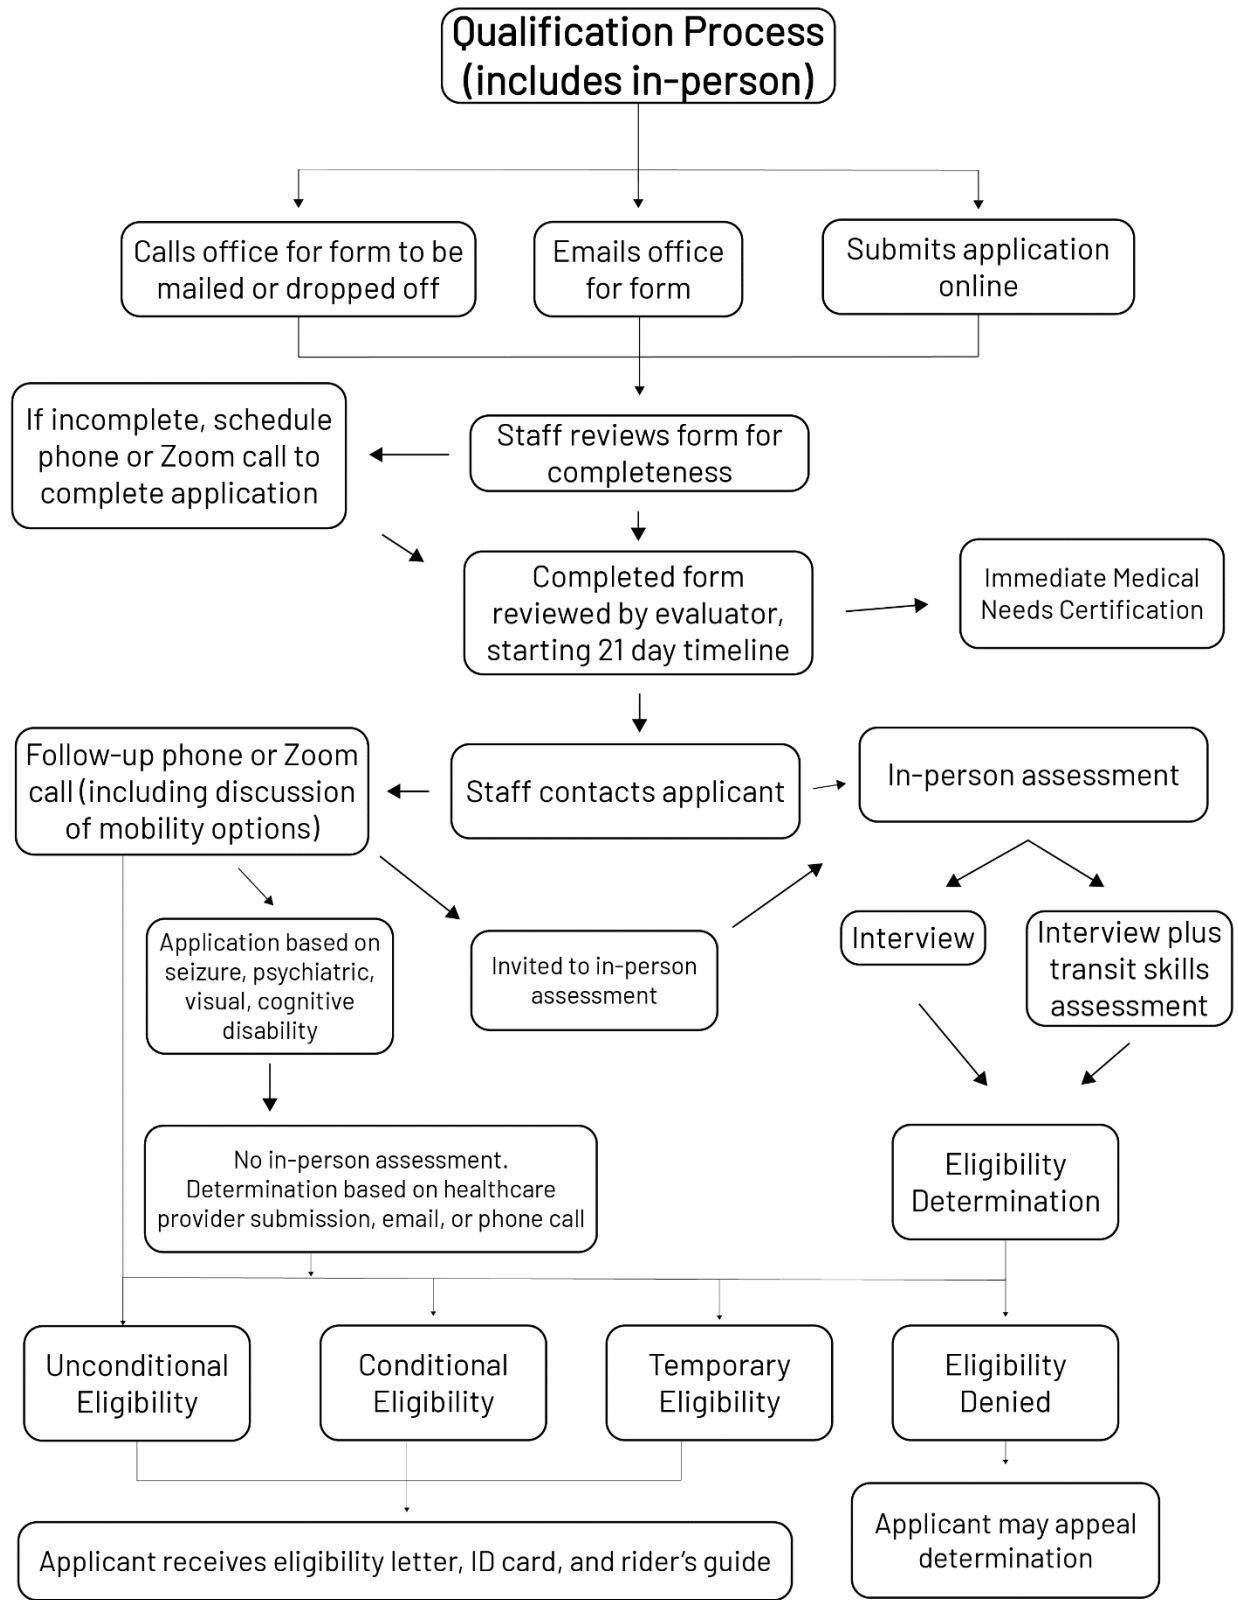 Qualification Process
(includes in-person)
Calls office for form to be
mailed or dropped off
Emails office
for form
Submits application
online
If incomplete, schedule
phone or Zoom call to
complete application
Staff reviews form for
completeness
Completed form
reviewed by evaluator,
starting 21 day timeline
Immediate Medical
Needs Certification
Follow-up phone or Zoom
call (including discussion
of mobility options)
Staff contacts applicant
In-person assessment
Application based on
seizure, psychiatric,
visual, cognitive
disability
Invited to in-person
assessment
Interview
Interview plus
transit skills
assessment
No in-person assessment.
Determination based on healthcare
provider submission, email, or phone call
Eligibility
Determination
Unconditional
Eligibility
Conditional
Eligibility
Temporary
Eligibility
Eligibility
Denied
Applicant receives eligibility letter, ID card, and rider's guide
Applicant may appeal
determination